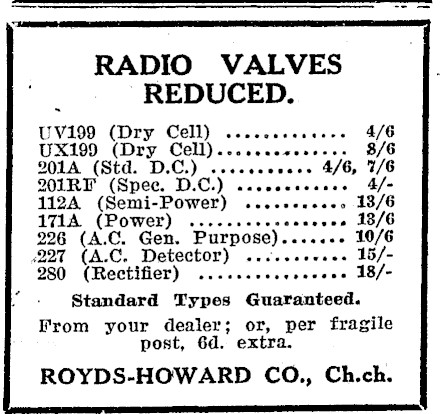 RADIO VALVES
REDUCED.
UV199 (Dry Cell) .............. 4/6
UX199 (Dry Cell).............. 8/6
201A (Std. D.C.) ........... 4/6, 7/6
201RF (Spec. D.C.) ............ 4/-
112A (Semi-Power) .......... 13/6
171A (Power) ................ 13/6
226 (A.C. Gen. Purpose)....... 10/6
227 (A.C. Detector) .......... 15/-
280 (Rectifier) ............... 18/-
Standard Types Guaranteed.
From your dealer; or, per fragile
post, 6d. extra.
ROYDS-HOWARD CO., Ch.ch.